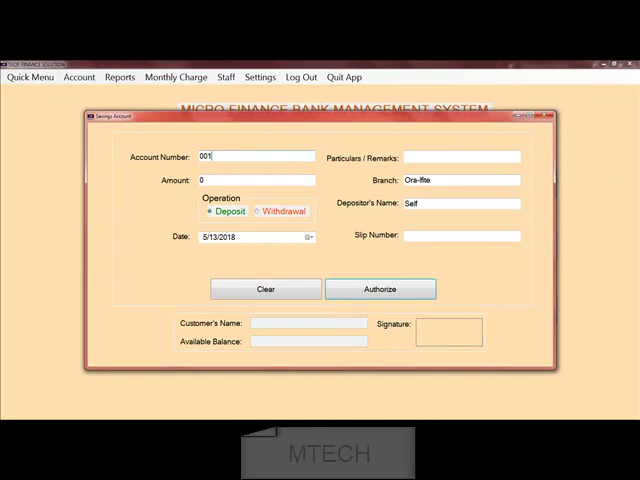 SEDF FINANCE SOLUTION
Quick Menu Account Reports Monthly Charge Staff Settings Log Out Quit App
MICRO FINANCE BANK MANAGEMENT SYSTEM
Savings Account
Account Number: 001
Particulars / Remarks:
Amount: 0
Branch: Ora-Ifite
Operation
Deposit Withdrawal
Depositor's Name: Self
Date: 5/13/2018
Slip Number:
Clear Authorize
Customer's Name:
Signature:
Available Balance:
MTECH